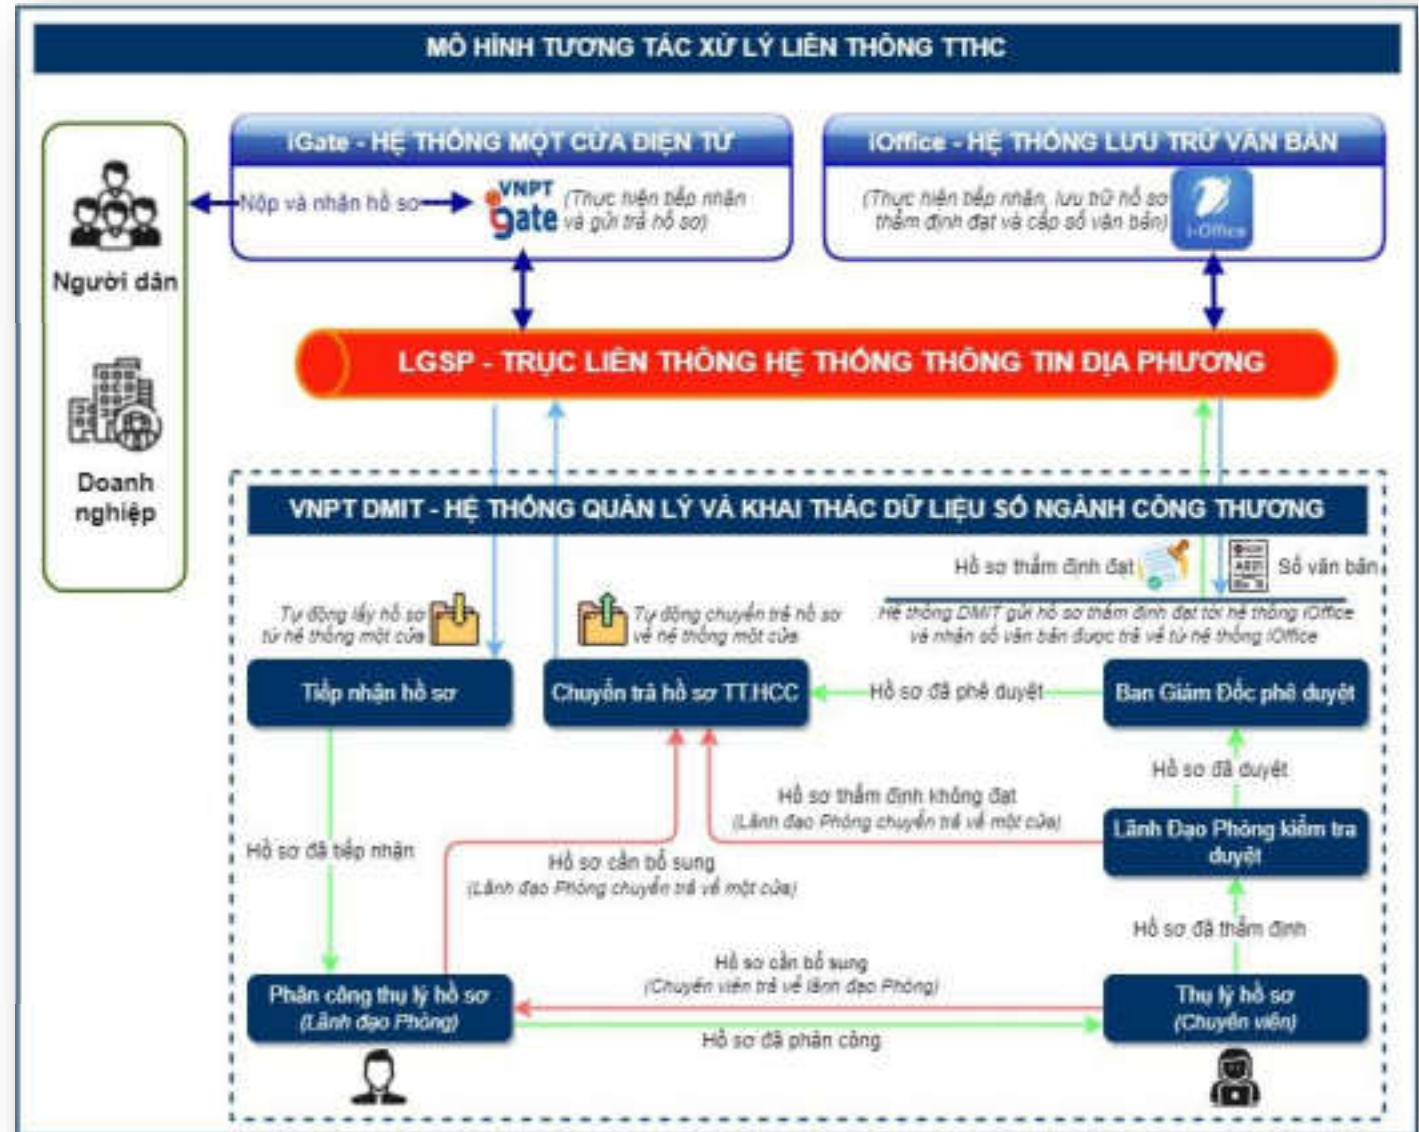 MÔ HÌNH TƯƠNG TÁC XỬ LÝ LIÊN THÔNG TTHC
iGate - HỆ THỐNG MỘT CỬA ĐIỆN TỬ
iOffice - HỆ THỐNG LƯU TRỮ VĂN BẢN
Người dân
Doanh
nghiệp
Nộp và nhận hồ sơ
VNPT
iGate
(Thực hiện tiếp nhận
và gửi trả hồ sơ)
(Thực hiện tiếp nhận, lưu trữ hồ sơ
thẩm định đạt và cấp số văn bản)
i-Office
LGSP - TRỤC LIÊN THÔNG HỆ THỐNG THÔNG TIN ĐỊA PHƯƠNG
VNPT DMIT - HỆ THỐNG QUẢN LÝ VÀ KHAI THÁC DỮ LIỆU SỐ NGÀNH CÔNG THƯƠNG
Hồ sơ thẩm định đạt
Số văn bản
Tự động lấy hồ sơ
từ hệ thống một cửa
Tự động chuyển trả hồ sơ
về hệ thống một cửa
Hệ thống DMIT gửi hồ sơ thẩm định đạt tới hệ thống iOffice
và nhận số văn bản được trả về từ hệ thống iOffice
Tiếp nhận hồ sơ
Chuyển trả hồ sơ TT.HCC
Hồ sơ đã phê duyệt
Ban Giám Đốc phê duyệt
Hồ sơ đã duyệt
Hồ sơ thẩm định không đạt
(Lãnh đạo Phòng chuyển trả về một cửa)
Lãnh Đạo Phòng kiểm tra
duyệt
Hồ sơ đã tiếp nhận
Hồ sơ cần bổ sung
(Lãnh đạo Phòng chuyển trả về một cửa)
Hồ sơ đã thẩm định
Hồ sơ cần bổ sung
(Chuyên viên trả về lãnh đạo Phòng)
Phân công thụ lý hồ sơ
(Lãnh đạo Phòng)
Thụ lý hồ sơ
(Chuyên viên)
Hồ sơ đã phân công